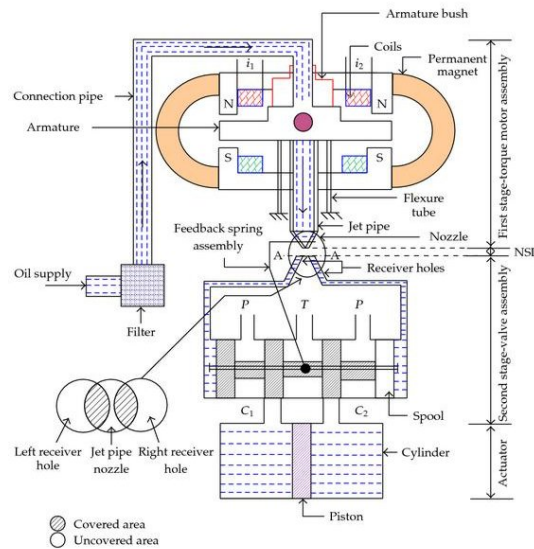 Armature bush
Coils
i1
i2
Permanent
magnet
Connection pipe
N
N
Armature
S
S
First stage-torque motor assembly
Flexure
tube
Jet pipe
Feedback spring
assembly
Nozzle
A
A
NSI
Oil supply
Receiver holes
Filter
P
T
P
Second stage-valve assembly
C1
C2
Spool
Left receiver
hole
Jet pipe
nozzle
Right receiver
hole
Cylinder
Actuator
Piston
Covered area
Uncovered area